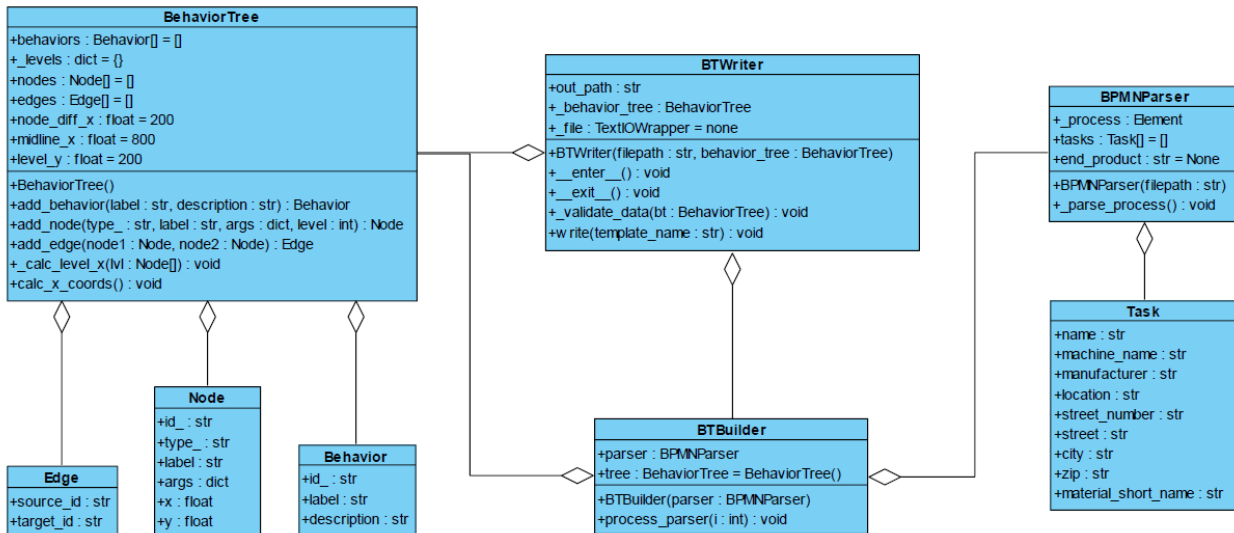 BehaviorTree
+behaviors : Behavior[] = []
+_levels : dict = {}
+nodes : Node[] = []
+edges : Edge[] = []
+node_diff_x : float = 200
+midline_x : float = 800
+level_y : float = 200
+BehaviorTree()
+add_behavior(label : str, description : str) : Behavior
+add_node(type_ : str, label : str, args : dict, level : int) : Node
+add_edge(node1 : Node, node2 : Node) : Edge
+_calc_level_x(lvl : Node[]) : void
+calc_x_coords() : void
BTWriter
+out_path : str
+_behavior_tree : BehaviorTree
+_file : TextIOWrapper = none
+BTWriter(filepath : str, behavior_tree : BehaviorTree)
+__enter__() : void
+__exit__() : void
+_validate_data(bt : BehaviorTree) : void
+write(template_name : str) : void
BPMNParser
+_process : Element
+tasks : Task[] = []
+end_product : str = None
+BPMNParser(filepath : str)
+_parse_process() : void
Edge
+source_id : str
+target_id : str
Node
+id_ : str
+type_ : str
+label : str
+args : dict
+x : float
+y : float
Behavior
+id_ : str
+label : str
+description : str
BTBuilder
+parser : BPMNParser
+tree : BehaviorTree = BehaviorTree()
+BTBuilder(parser : BPMNParser)
+process_parser(i : int) : void
Task
+name : str
+machine_name : str
+manufacturer : str
+location : str
+street_number : str
+street : str
+city : str
+zip : str
+material_short_name : str